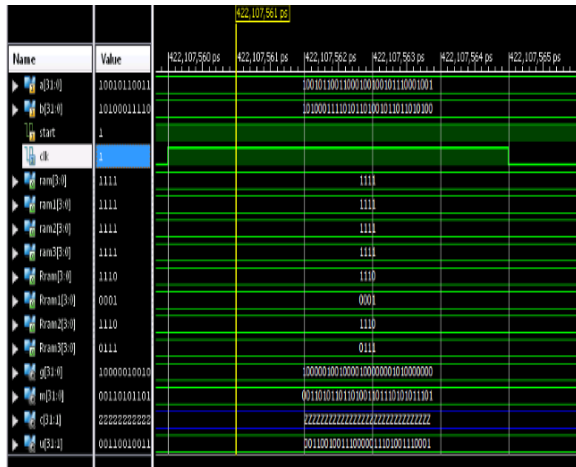 422,107,561 ps
Name Value 422,107,560 ps 422,107,561 ps 422,107,562 ps 422,107,563 ps 422,107,564 ps 422,107,565 ps
a[31:0] 10010110011
b[31:0] 10100011110
start 1
clk 1
ram[3:0] 1111 1111
ram1[3:0] 1111 1111
ram2[3:0] 1111 1111
ram3[3:0] 1111 1111
Rram[3:0] 1110 1110
Rram1[3:0] 0001 0001
Rram2[3:0] 1110 1110
Rram3[3:0] 0111 0111
g[31:0] 10000010010
m[31:0] 00110101101
c[31:1] ZZZZZZZZZZZ
u[32:1] 00110010011